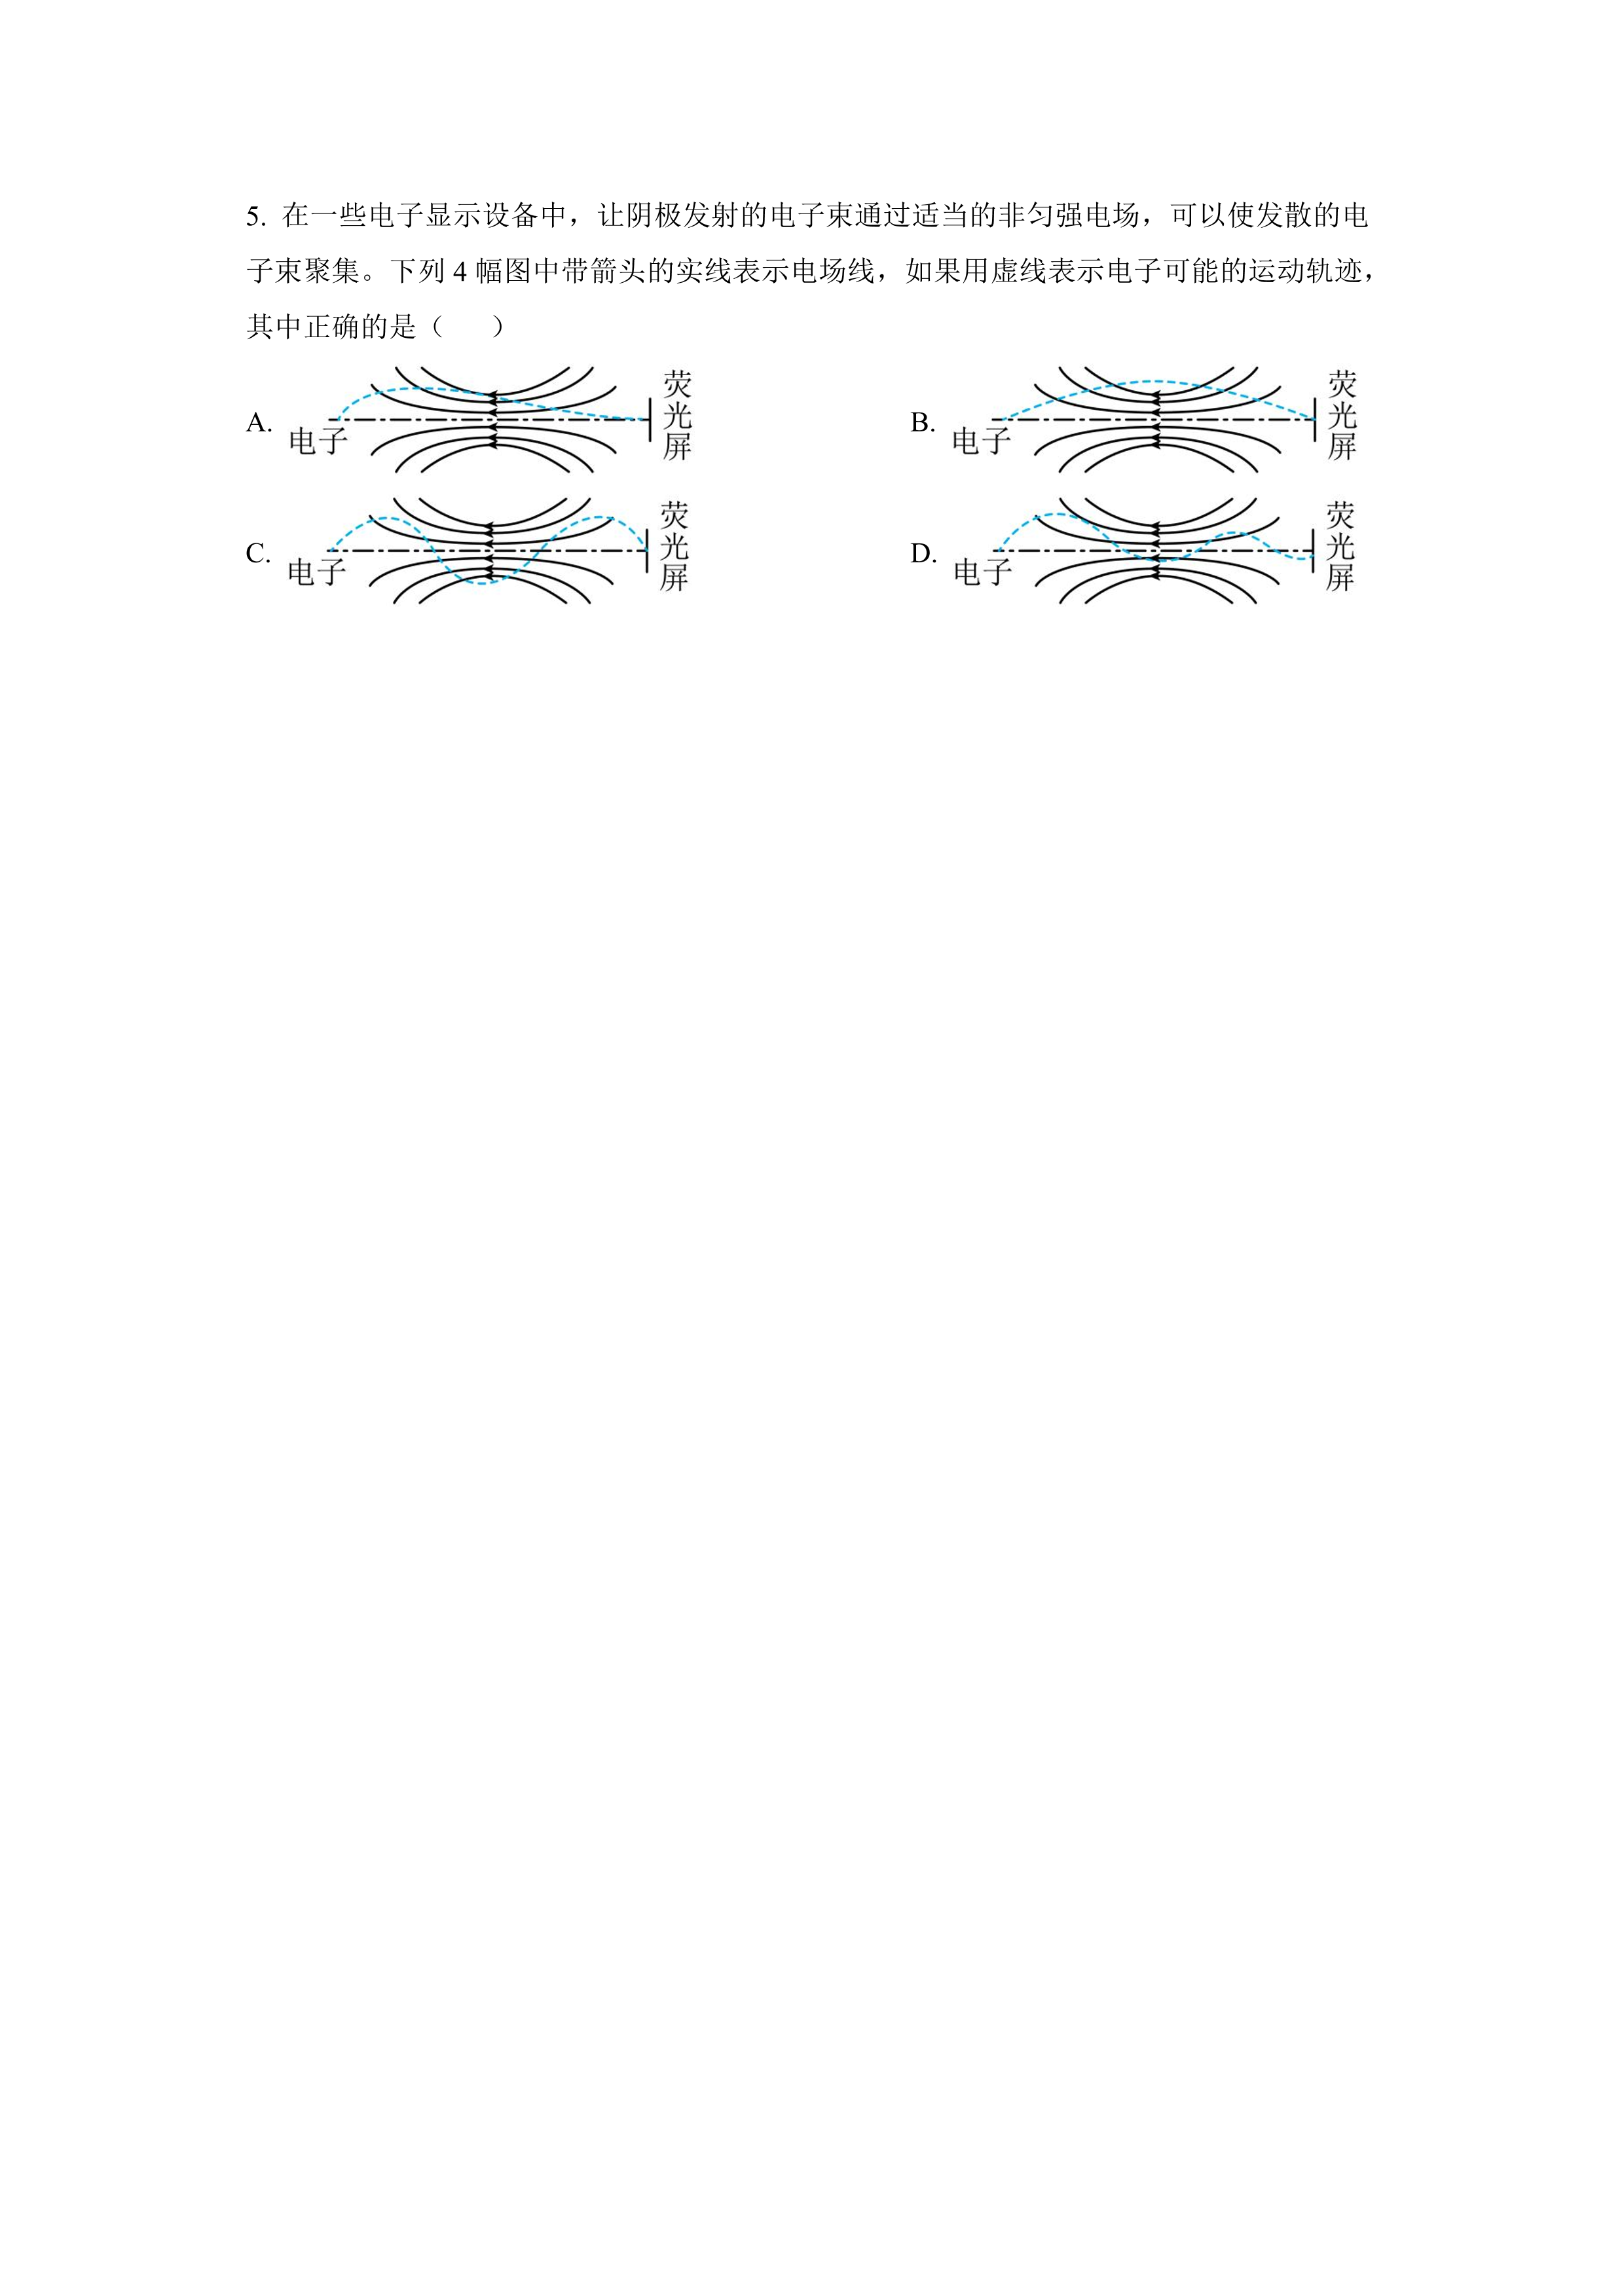 5. 在一些电子显示设备中，让阴极发射的电子束通过适当的非匀强电场，可以使发散的电
子束聚集。下列 4 幅图中带箭头的实线表示电场线，如果用虚线表示电子可能的运动轨迹，
其中正确的是（　　）
A. 电子 荧光屏
B. 电子 荧光屏
C. 电子 荧光屏
D. 电子 荧光屏